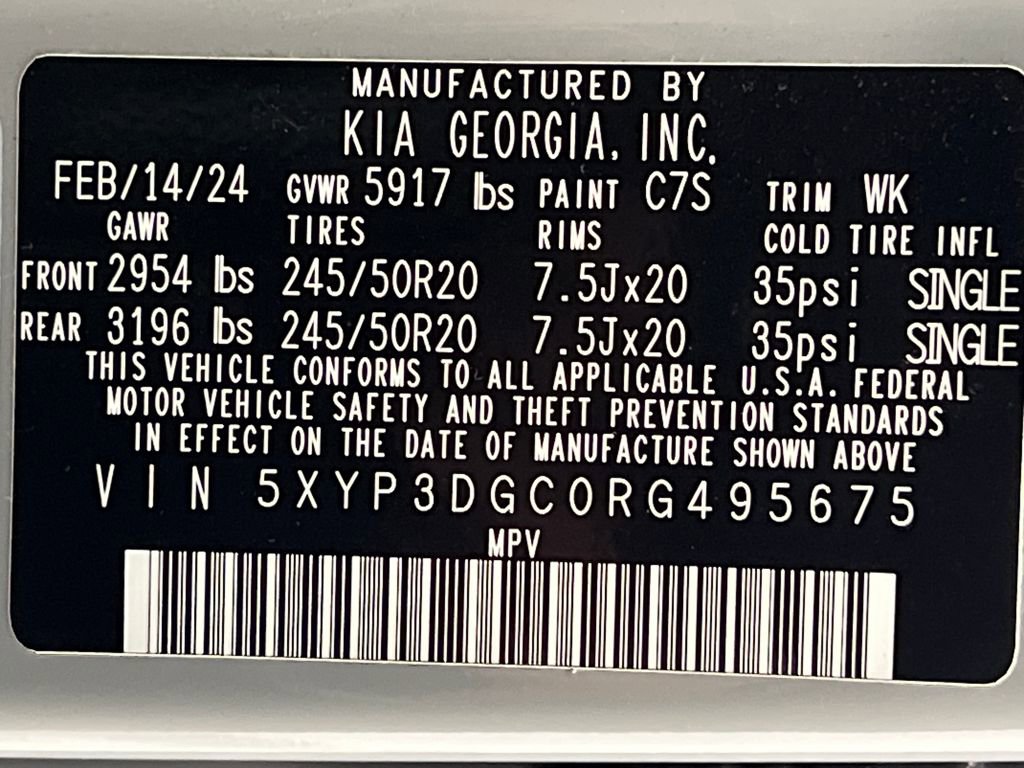 MANUFACTURED BY
KIA GEORGIA, INC.
FEB/14/24 GVWR 5917 lbs PAINT C7S TRIM WK
GAWR TIRES RIMS COLD TIRE INFL
FRONT 2954 lbs 245/50R20 7.5Jx20 35psi SINGLE
REAR 3196 lbs 245/50R20 7.5Jx20 35psi SINGLE
THIS VEHICLE CONFORMS TO ALL APPLICABLE U.S.A. FEDERAL
MOTOR VEHICLE SAFETY AND THEFT PREVENTION STANDARDS
IN EFFECT ON THE DATE OF MANUFACTURE SHOWN ABOVE
VIN 5XYP3DGC0RG495675
MPV